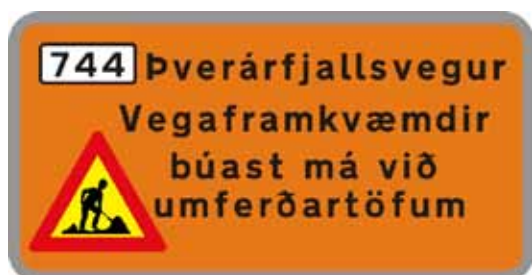 744 Þverárfjallsvegur
Vegaframkvæmdir
búast má við
umferðartöfum